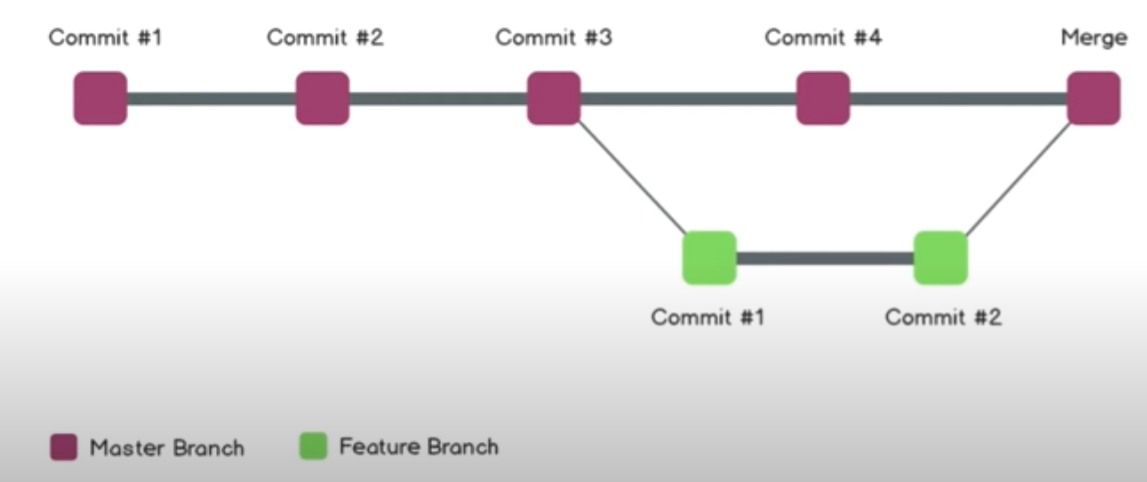 Commit #1
Commit #2
Commit #3
Commit #4
Merge
Commit #1
Commit #2
Master Branch
Feature Branch